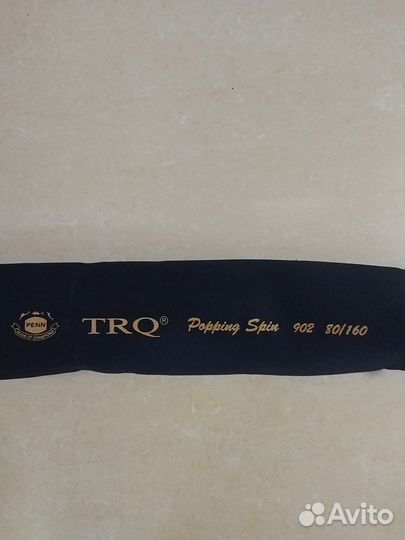 PENN
TRQ® Popping Spin 902 80/160
Avito